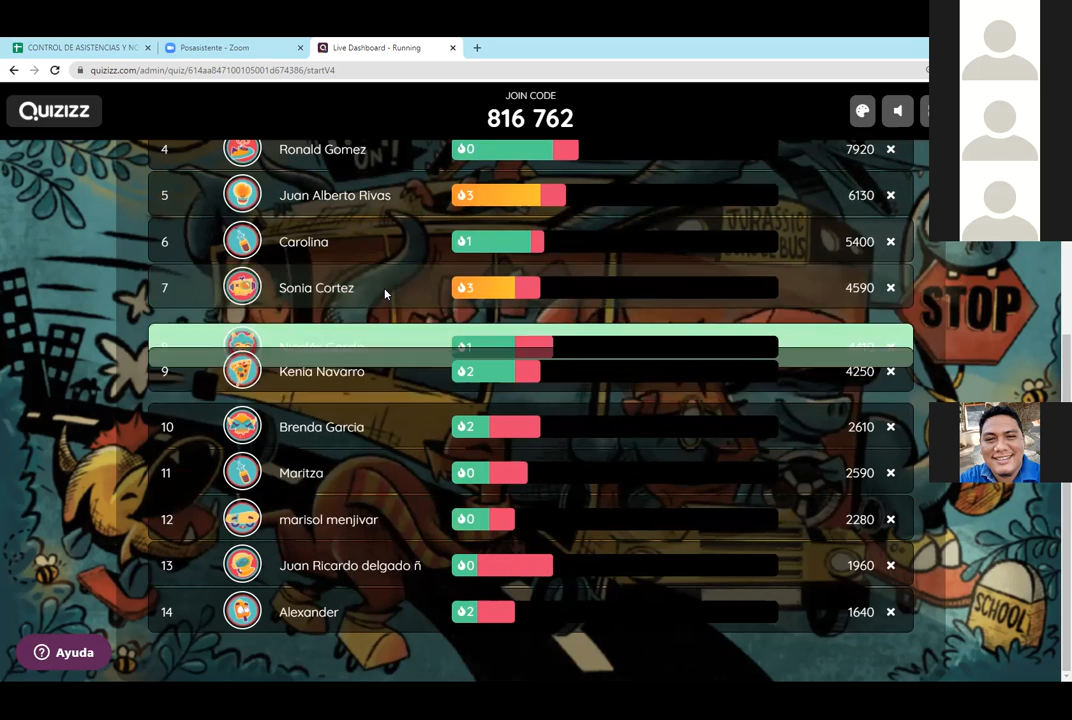 CONTROL DE ASISTENCIAS Y NO
Posasistente - Zoom
Live Dashboard - Running
quizizz.com/admin/quiz/614aa847100105001d674386/startV4
QUIZIZZ
JOIN CODE
816 762
4 Ronald Gomez 0 7920
5 Juan Alberto Rivas 3 6130
JURASSIC
BUS
6 Carolina 1 5400
7 Sonia Cortez 3 4590
STOP
8 1
9 Kenia Navarro 2 4250
10 Brenda Garcia 2 2610
11 Maritza 0 2590
12 marisol menjivar 0 2280
13 Juan Ricardo delgado ñ 0 1960
14 Alexander 2 1640
SCHOOL
Ayuda